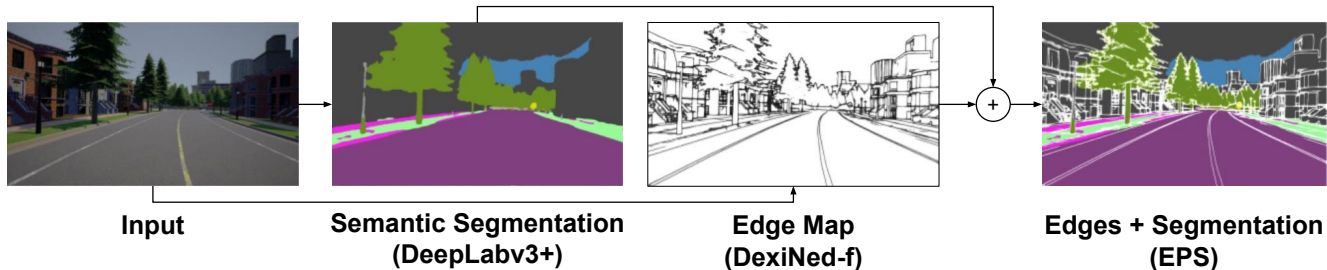 +
Input
Semantic Segmentation
(DeepLabv3+)
Edge Map
(DexiNed-f)
Edges + Segmentation
(EPS)